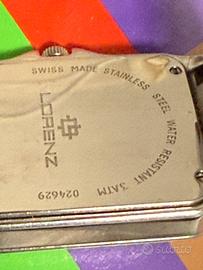 SWISS MADE STAINLESS STEEL WATER RESISTANT 3ATM
LORENZ
024629
subito